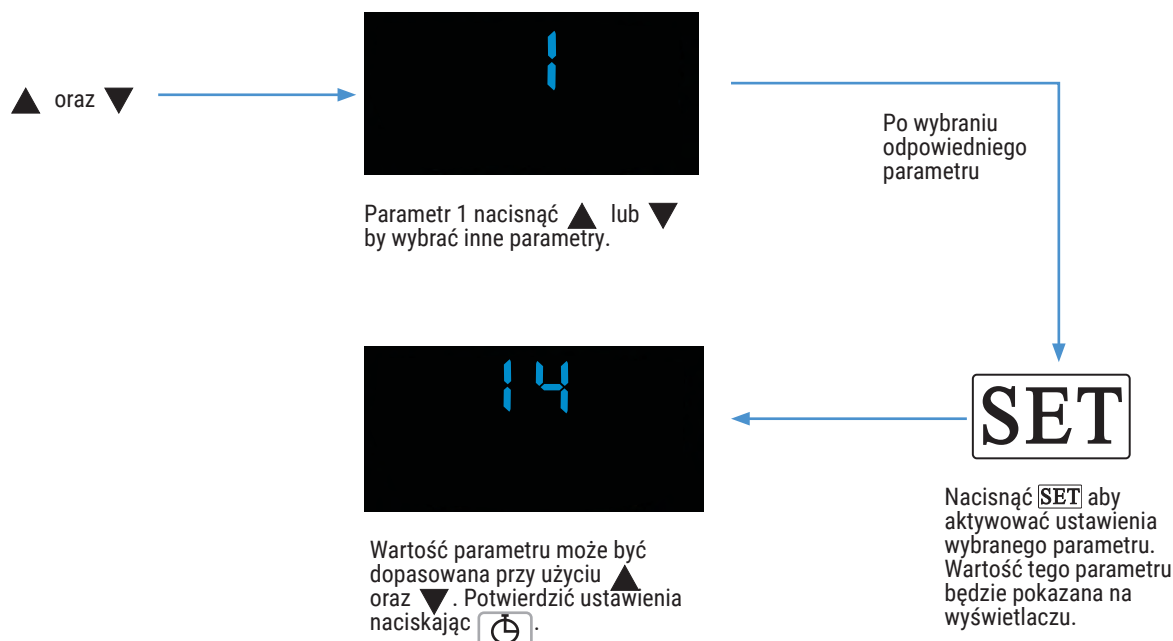 1
▲ oraz ▼
Po wybraniu
odpowiedniego
parametru
Parametr 1 nacisnąć ▲ lub ▼
by wybrać inne parametry.
14
SET
Nacisnąć SET aby
aktywować ustawienia
wybranego parametru.
Wartość tego parametru
będzie pokazana na
wyświetlaczu.
Wartość parametru może być
dopasowana przy użyciu ▲
oraz ▼. Potwierdzić ustawienia
naciskając .